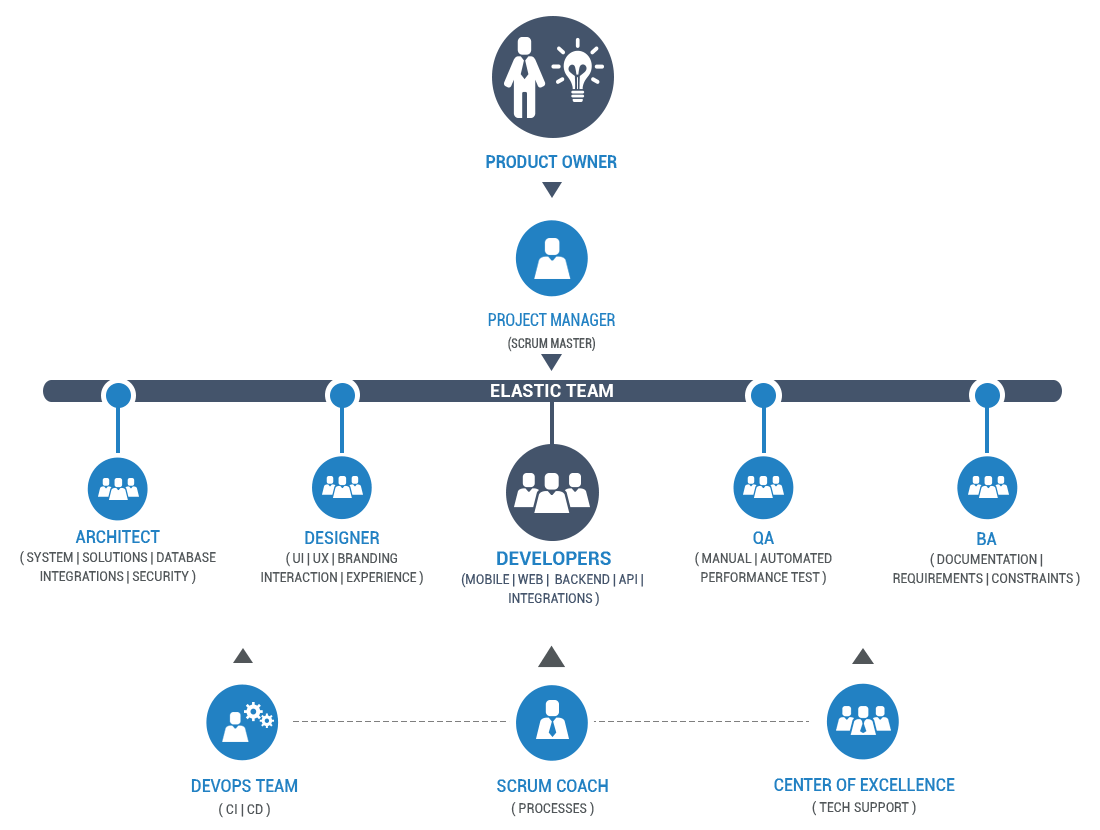 PRODUCT OWNER
PROJECT MANAGER
(SCRUM MASTER)
ELASTIC TEAM
ARCHITECT
( SYSTEM | SOLUTIONS | DATABASE
INTEGRATIONS | SECURITY )
DESIGNER
( UI | UX | BRANDING
INTERACTION | EXPERIENCE )
DEVELOPERS
(MOBILE | WEB | BACKEND | API |
INTEGRATIONS )
QA
( MANUAL | AUTOMATED
PERFORMANCE TEST )
BA
( DOCUMENTATION |
REQUIREMENTS | CONSTRAINTS )
DEVOPS TEAM
( CI | CD )
SCRUM COACH
( PROCESSES )
CENTER OF EXCELLENCE
( TECH SUPPORT )